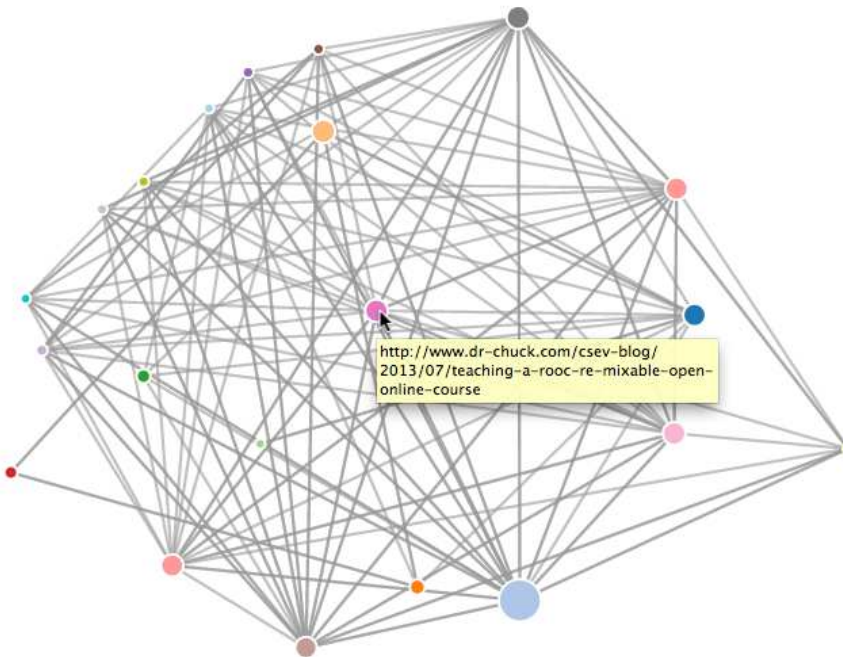 http://www.dr-chuck.com/csev-blog/
2013/07/teaching-a-rooc-re-mixable-open-
online-course